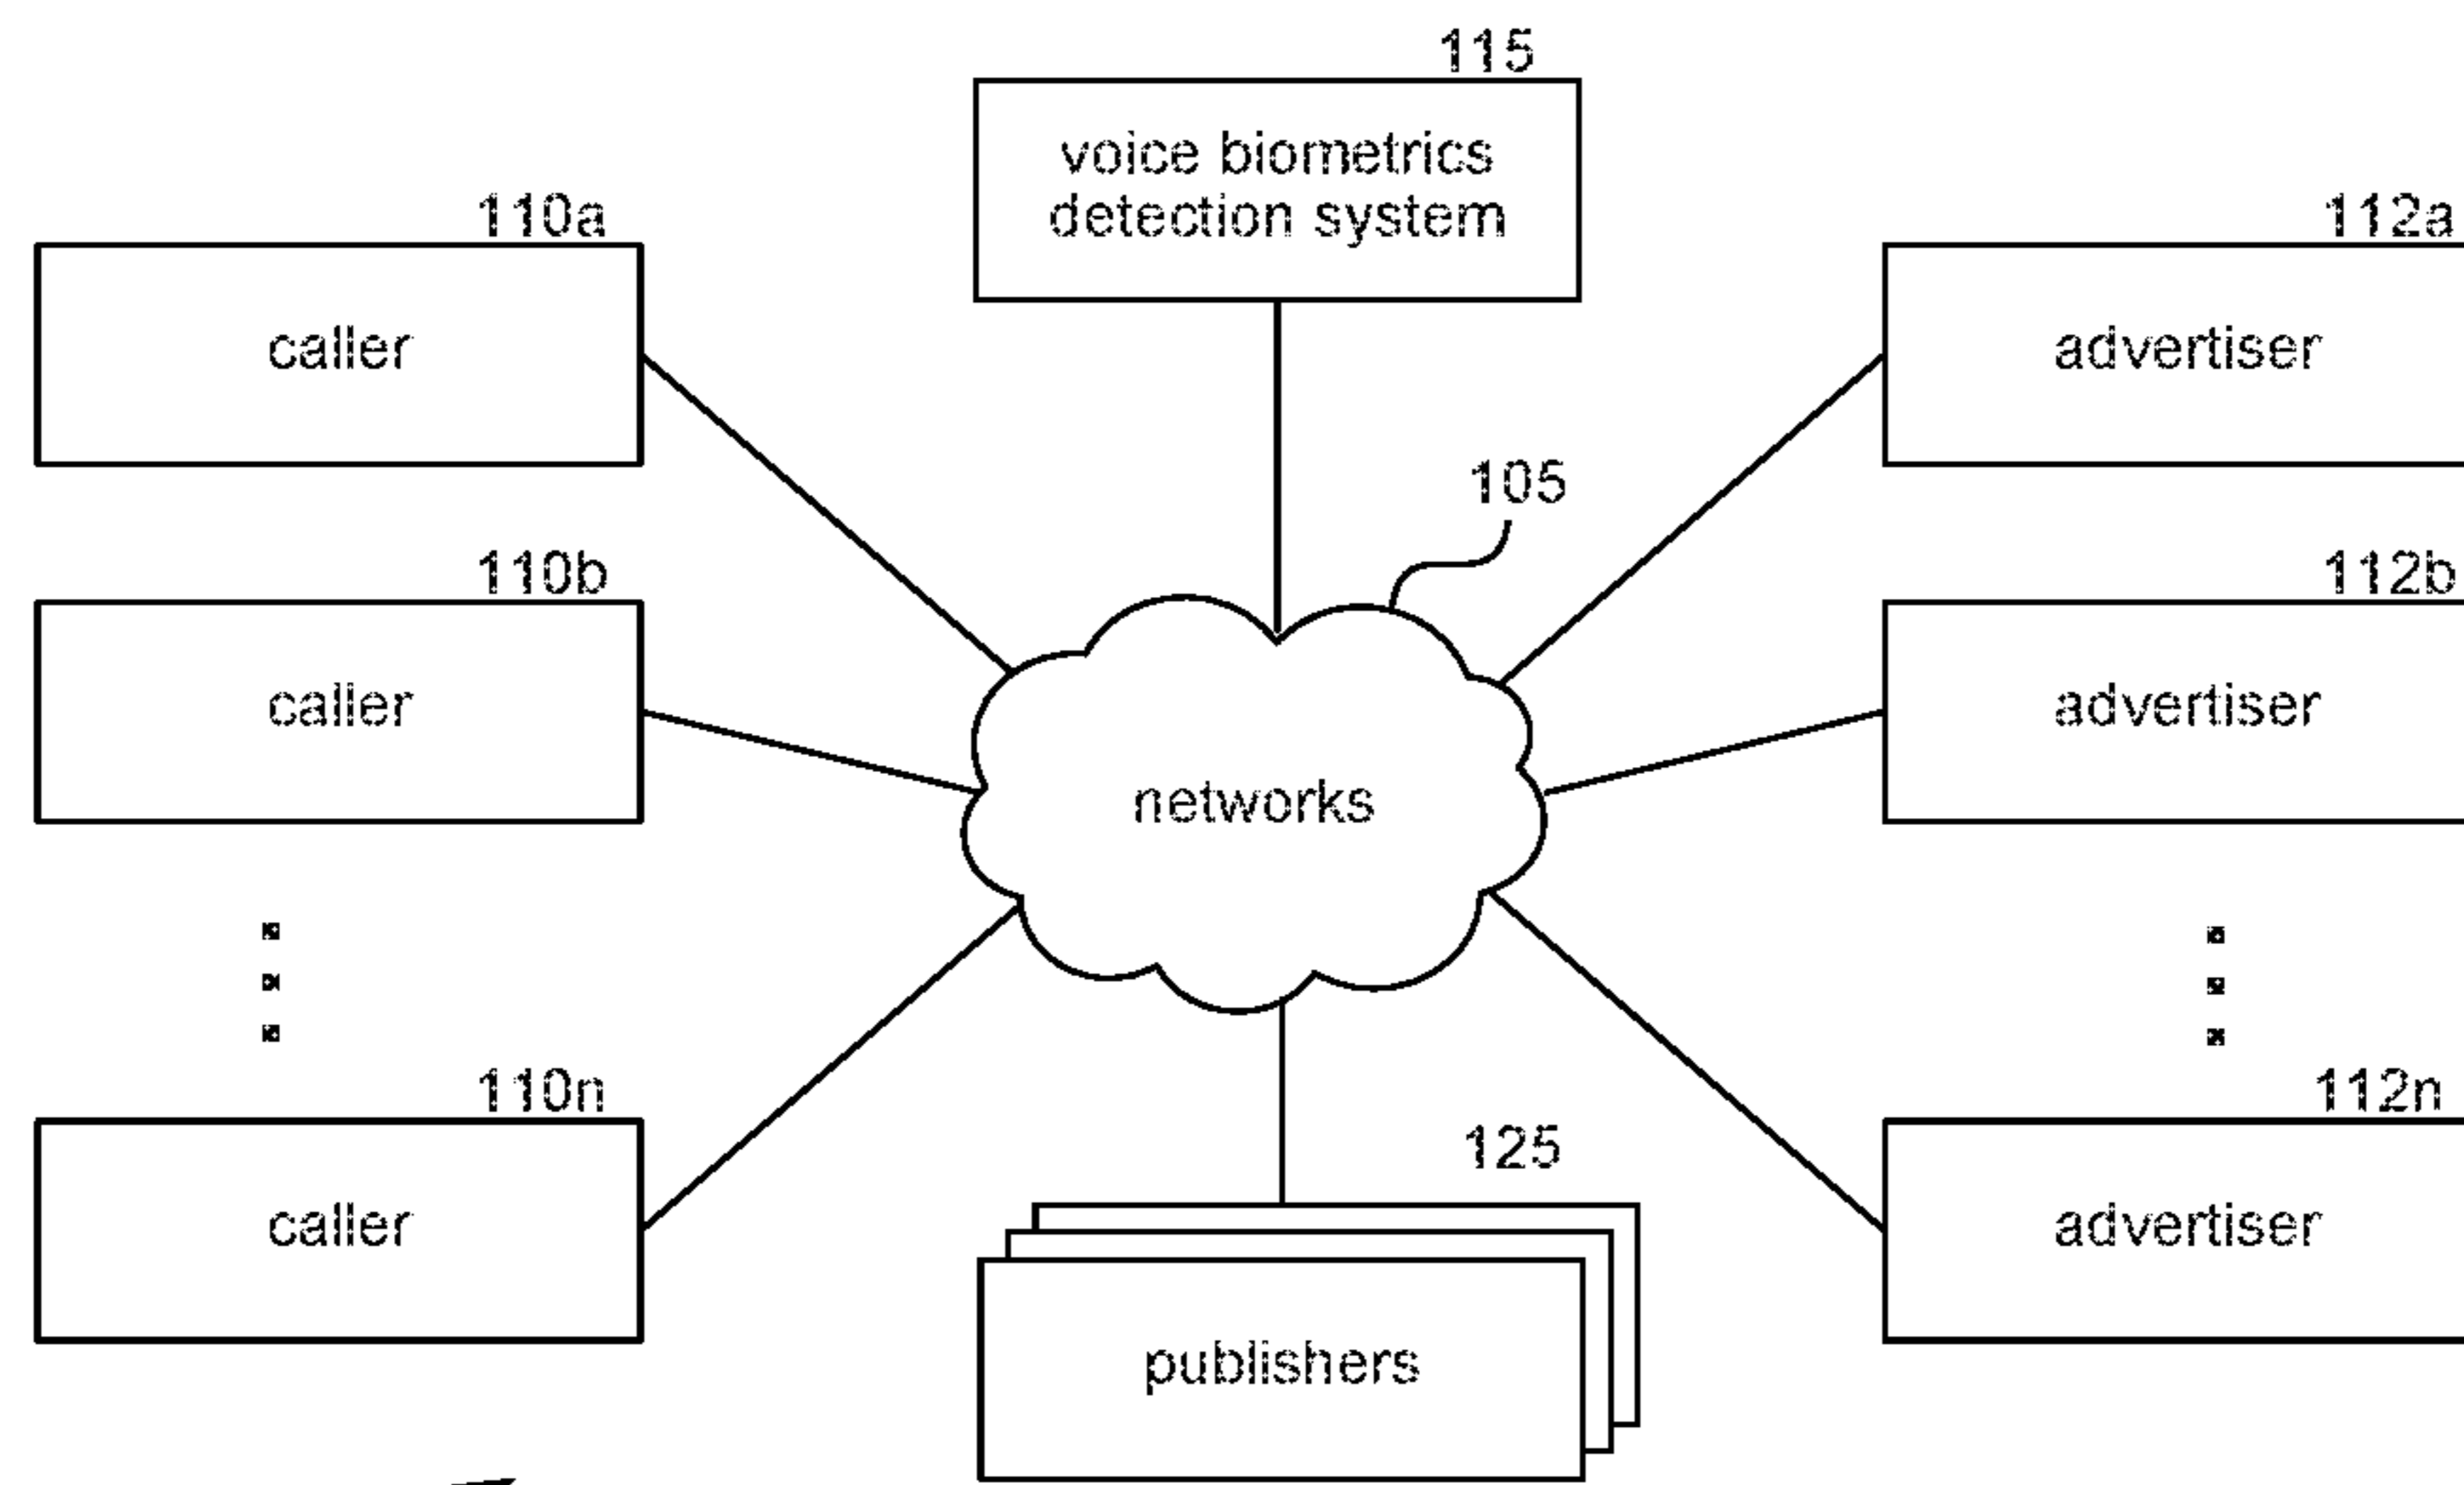 115
voice biometrics
detection system
110a
caller
112a
advertiser
105
110b
caller
112b
advertiser
networks
110n
caller
112n
advertiser
125
publishers